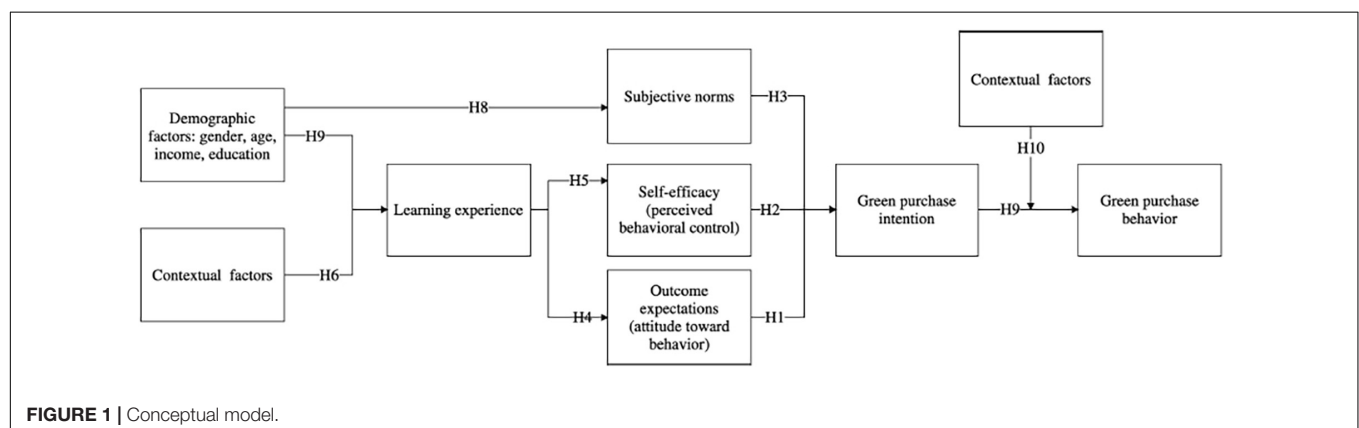 Demographic
factors: gender, age,
income, education
H8
H9
Contextual factors
H6
Learning experience
H5
H4
Subjective norms
H3
Self-efficacy
(perceived
behavioral control)
H2
Outcome
expectations
(attitude toward
behavior)
H1
Green purchase
intention
H9
Contextual factors
H10
Green purchase
behavior
FIGURE 1 | Conceptual model.